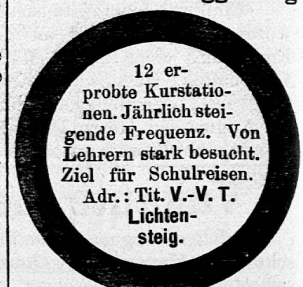 12 er-
probte Kurstatio-
nen. Jährlich stei-
gende Frequenz. Von
Lehrern stark besucht.
Ziel für Schulreisen.
Adr.: Tit. V.-V. T.
Lichten-
steig.